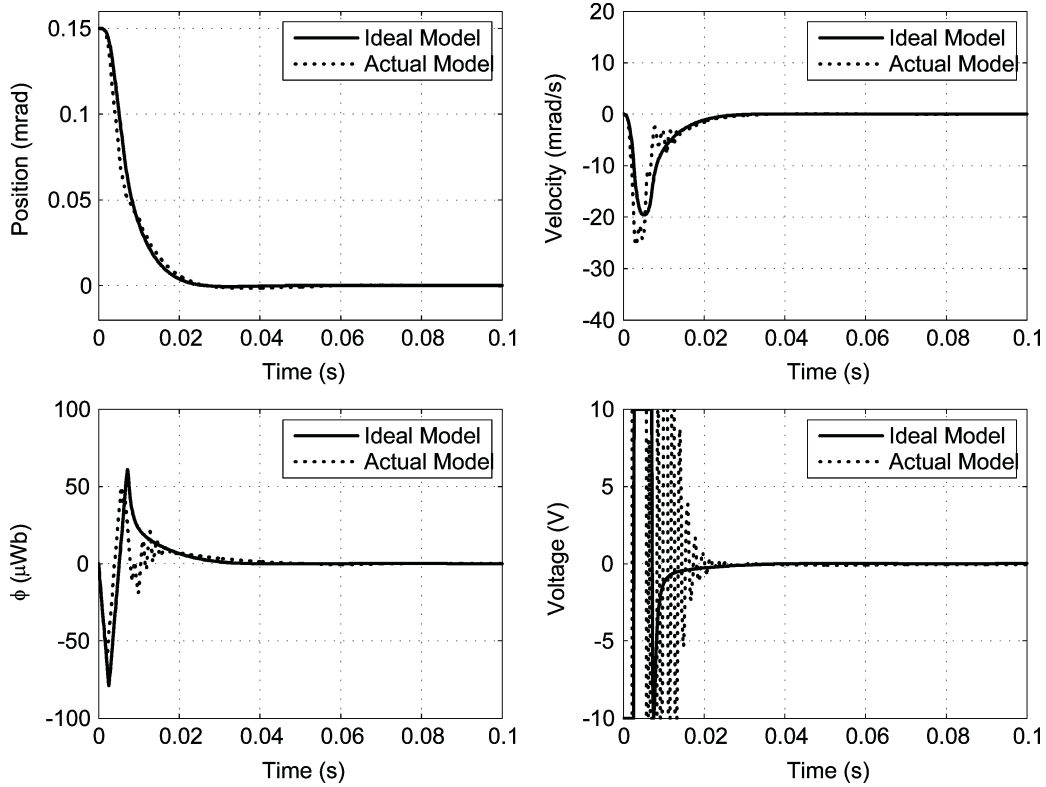 0.15
0.1
0.05
0
Position (mrad)
Ideal Model
Actual Model
0 0.02 0.04 0.06 0.08 0.1
Time (s)
20
10
0
-10
-20
-30
-40
Velocity (mrad/s)
Ideal Model
Actual Model
0 0.02 0.04 0.06 0.08 0.1
Time (s)
100
50
0
-50
-100
ϕ (μWb)
Ideal Model
Actual Model
0 0.02 0.04 0.06 0.08 0.1
Time (s)
10
5
0
-5
-10
Voltage (V)
Ideal Model
Actual Model
0 0.02 0.04 0.06 0.08 0.1
Time (s)